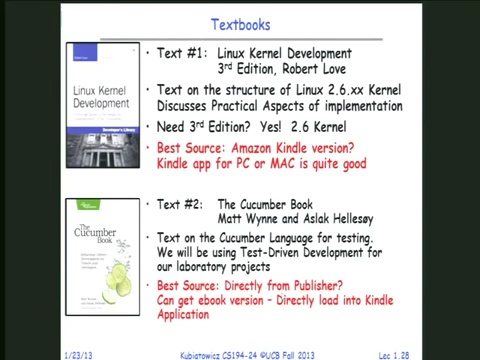 Textbooks
• Text #1: Linux Kernel Development
3rd Edition, Robert Love
• Text on the structure of Linux 2.6.xx Kernel
Discusses Practical Aspects of implementation
• Need 3rd Edition? Yes! 2.6 Kernel
• Best Source: Amazon Kindle version?
Kindle app for PC or MAC is quite good
Linux Kernel
Development
Developer's Library
• Text #2: The Cucumber Book
Matt Wynne and Aslak Hellesøy
• Text on the Cucumber Language for testing.
We will be using Test-Driven Development for
our laboratory projects
• Best Source: Directly from Publisher?
Can get ebook version – Directly load into Kindle
Application
The
Cucumber
Book
1/23/13
Kubiatowicz CS194-24 ©UCB Fall 2013
Lec 1.28